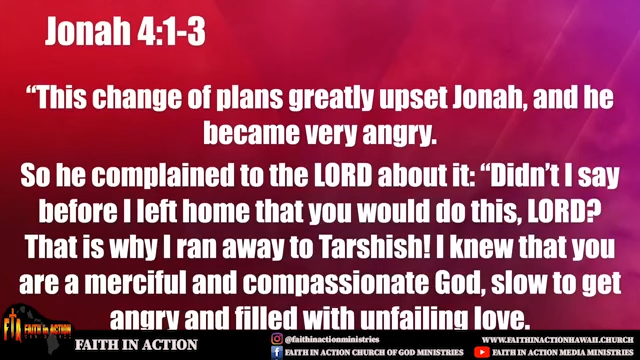 Jonah 4:1-3
“This change of plans greatly upset Jonah, and he
became very angry.
So he complained to the LORD about it: “Didn’t I say
before I left home that you would do this, LORD?
That is why I ran away to Tarshish! I knew that you
are a merciful and compassionate God, slow to get
angry and filled with unfailing love.
FIA FAITH IN ACTION
FAITH IN ACTION
@faithinactionministries
WWW.FAITHINACTIONHAWAII.CHURCH
FAITH IN ACTION CHURCH OF GOD MINISTRIES
FAITH IN ACTION MEDIA MINISTRIES